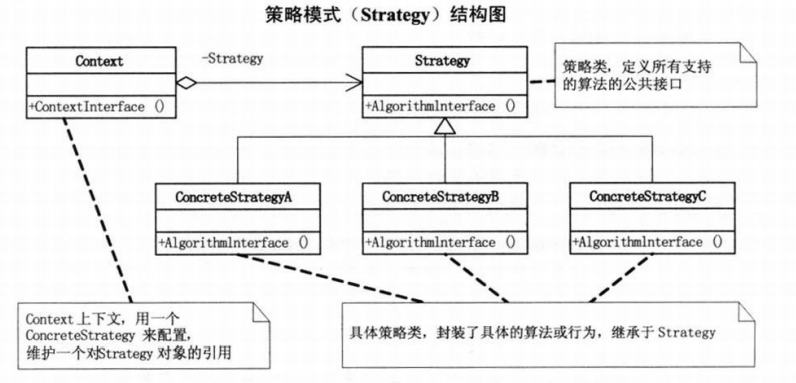 策略模式（Strategy）结构图
Context
-Strategy
Strategy
策略类，定义所有支持
的算法的公共接口
+ContextInterface ()
+AlgorithmInterface ()
ConcreteStrategyA
ConcreteStrategyB
ConcreteStrategyC
+AlgorithmInterface ()
+AlgorithmInterface ()
+AlgorithmInterface ()
Context 上下文，用一个
ConcreteStrategy 来配置，
维护一个对Strategy 对象的引用
具体策略类，封装了具体的算法或行为，继承于 Strategy